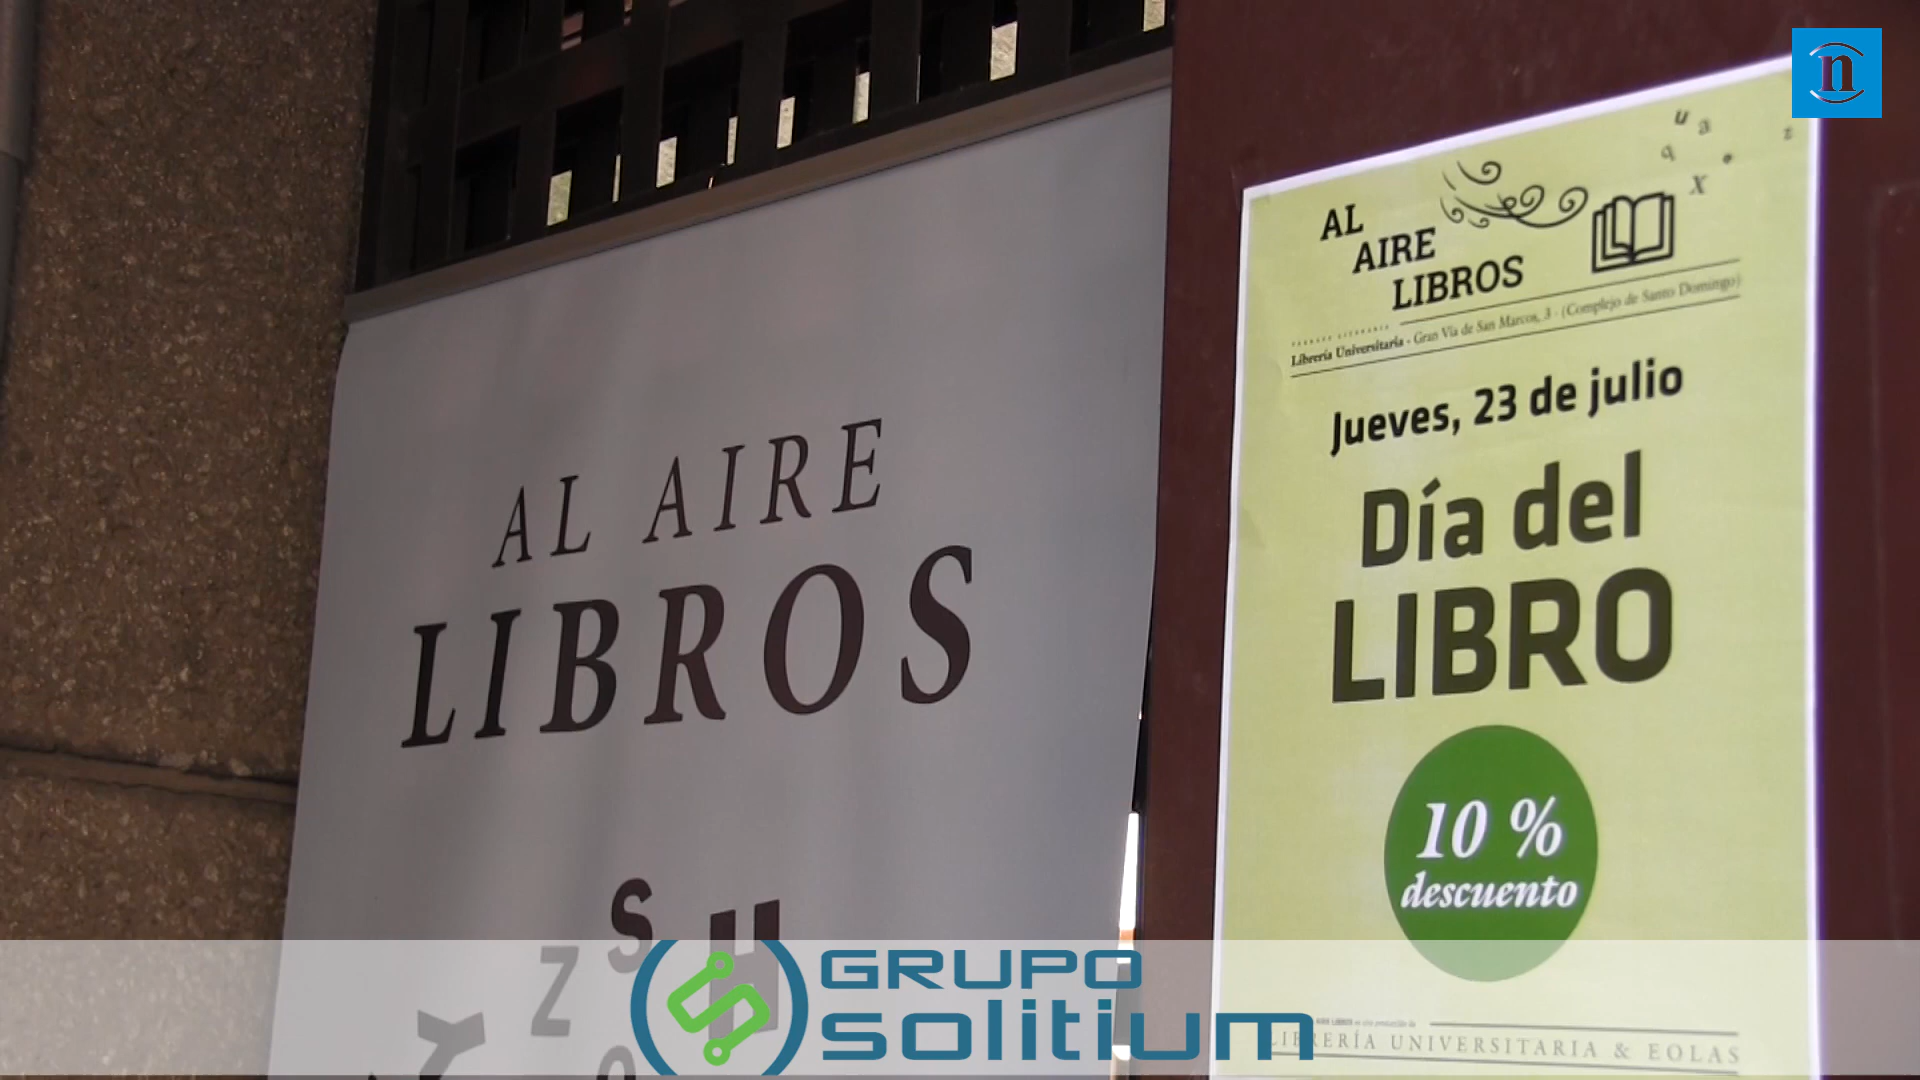 n
AL AIRE
LIBROS
S
Z
AL
AIRE
LIBROS
Librería Universitaria - Gran Vía de San Marcos, 3 - (Complejo de Santo Domingo)
Jueves, 23 de julio
Día del
LIBRO
10 %
descuento
LIBRERÍA UNIVERSITARIA & EOLAS
GRUPO
solitium